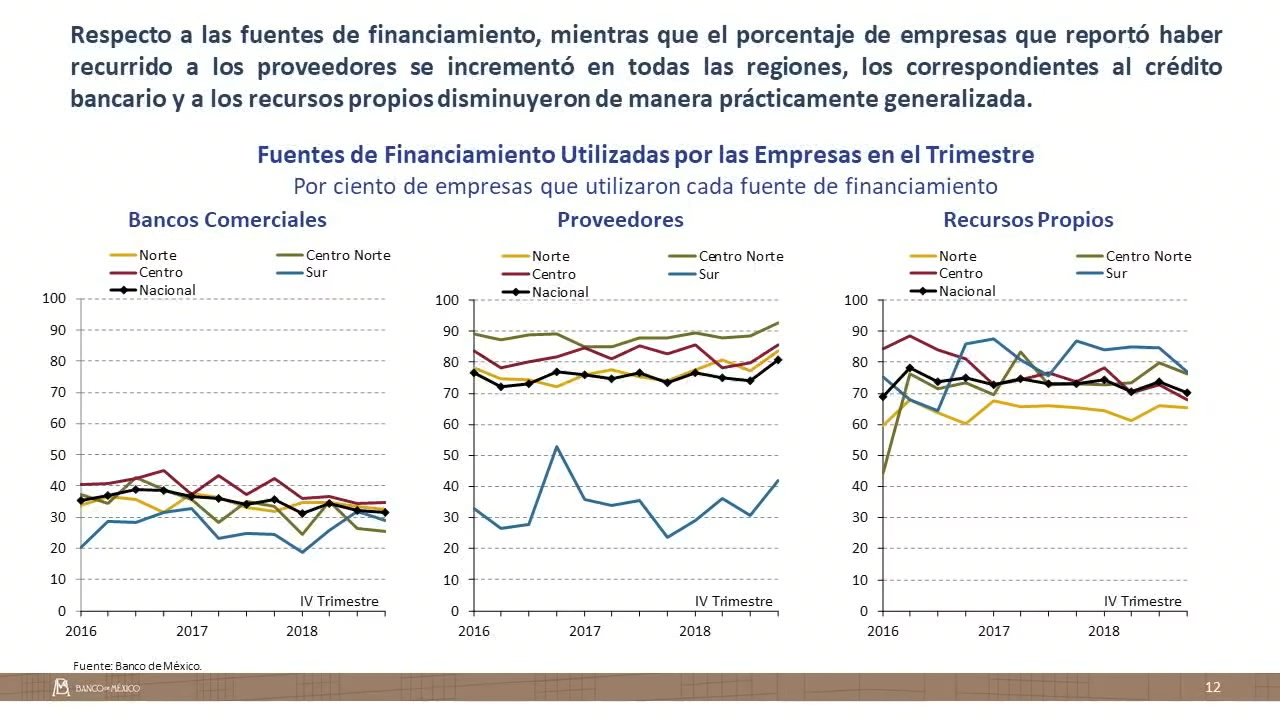 Respecto a las fuentes de financiamiento, mientras que el porcentaje de empresas que reportó haber
recurrido a los proveedores se incrementó en todas las regiones, los correspondientes al crédito
bancario y a los recursos propios disminuyeron de manera prácticamente generalizada.
Fuentes de Financiamiento Utilizadas por las Empresas en el Trimestre
Por ciento de empresas que utilizaron cada fuente de financiamiento
Bancos Comerciales
Norte
Centro Norte
Centro
Sur
Nacional
100
90
80
70
60
50
40
30
20
10
0
IV Trimestre
2016
2017
2018
Proveedores
Norte
Centro Norte
Centro
Sur
Nacional
100
90
80
70
60
50
40
30
20
10
0
IV Trimestre
2016
2017
2018
Recursos Propios
Norte
Centro Norte
Centro
Sur
Nacional
100
90
80
70
60
50
40
30
20
10
0
IV Trimestre
2016
2017
2018
Fuente: Banco de México.
BANCO DE MÉXICO
12